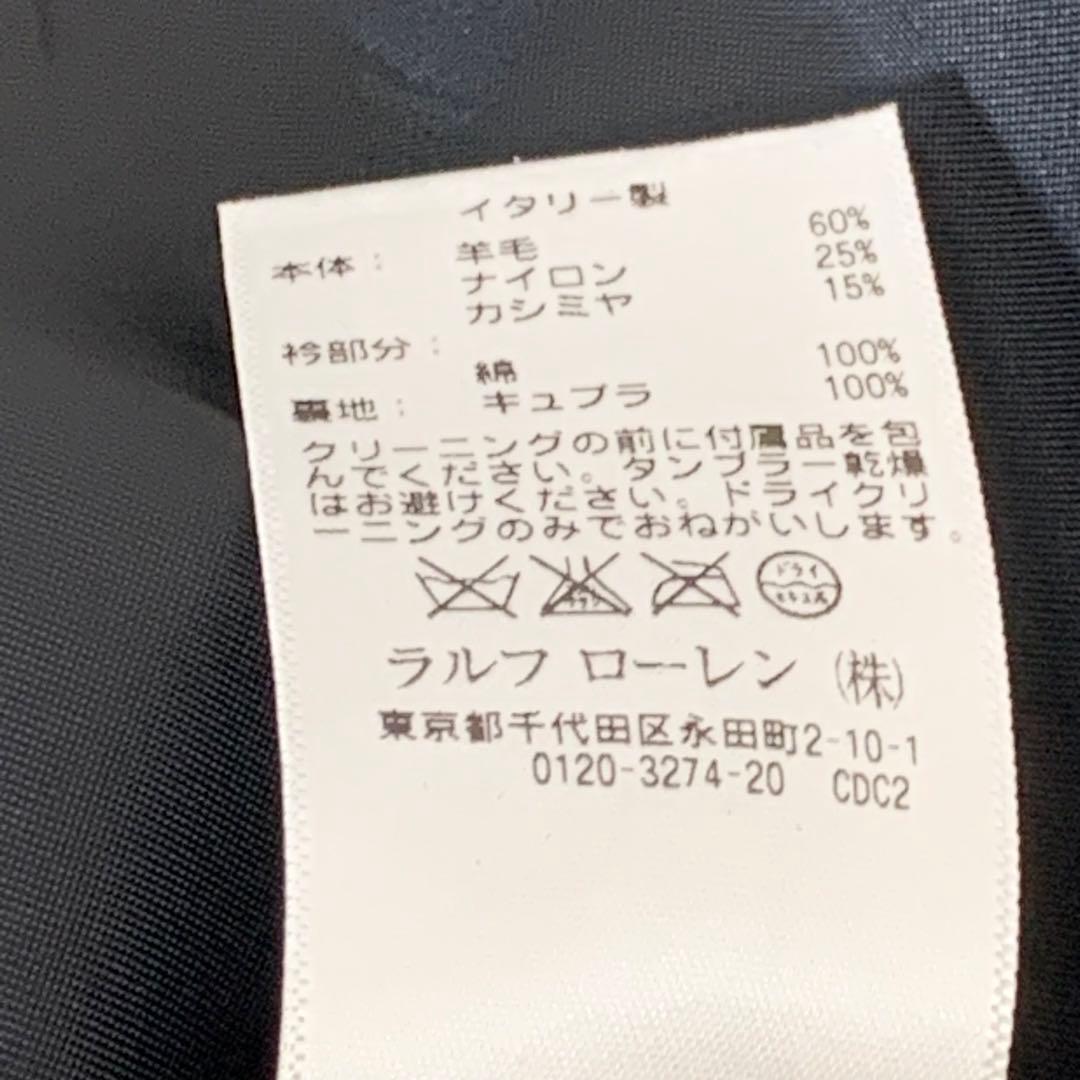 イタリー製
本体: 羊毛 60%
ナイロン 25%
カシミヤ 15%
衿部分: 綿 100%
裏地: キュプラ 100%
クリーニングの前に付属品を包
んでください。タンブラー乾燥
はお避けください。ドライクリ
ーニングのみでおねがいします。
ドライ
セキユ系
ラルフ ローレン (株)
東京都千代田区永田町2-10-1
0120-3274-20 CDC2